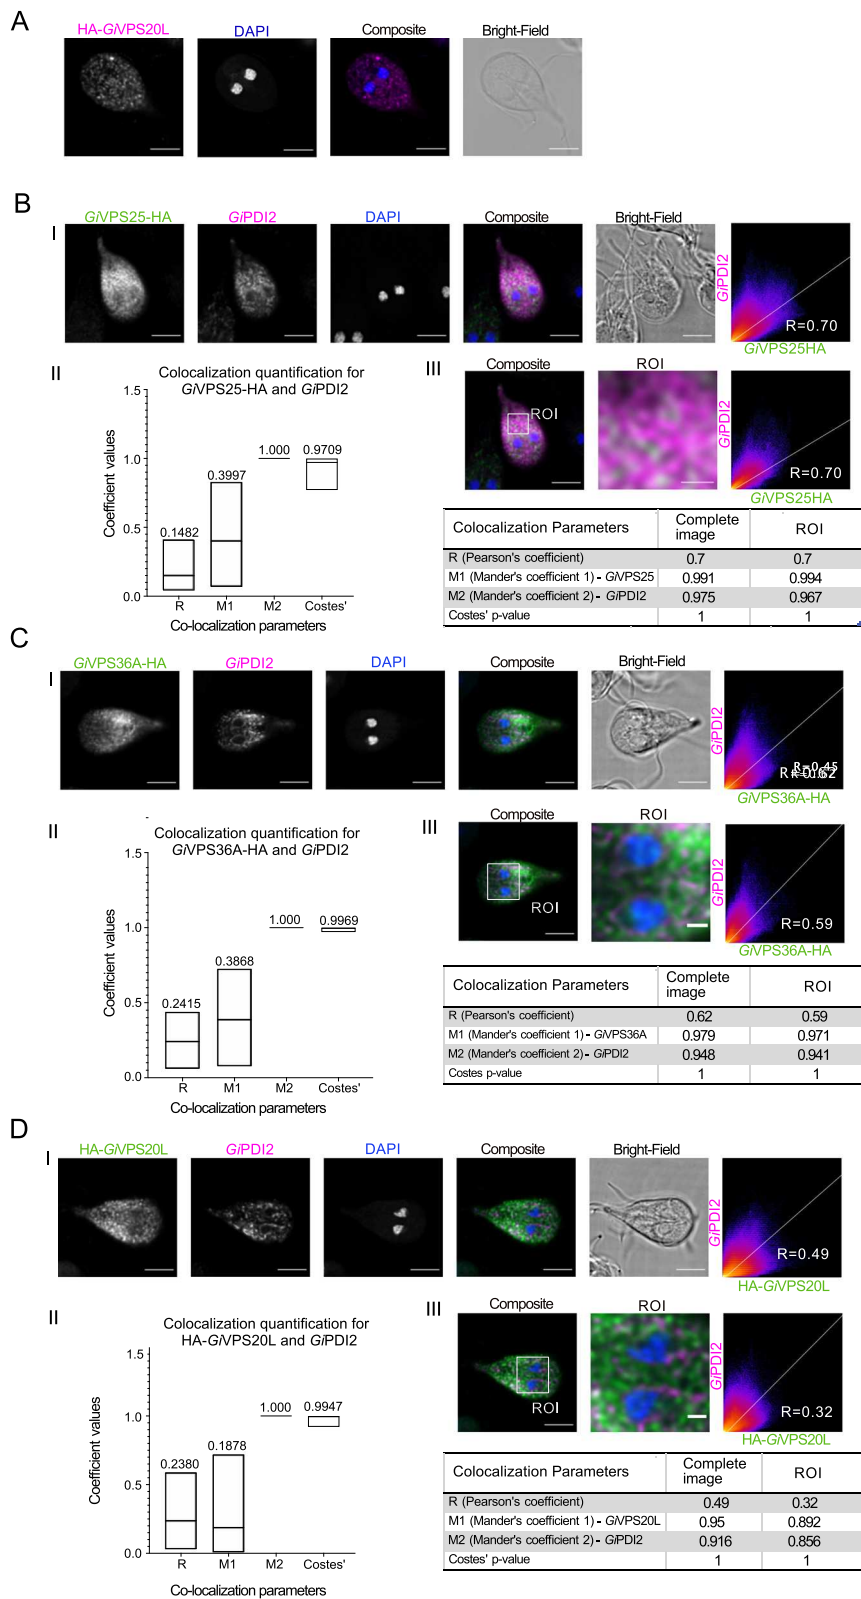 A
HA-GiVPS20L DAPI Composite Bright-Field
B
I
GiVPS25-HA GiPDI2 DAPI Composite Bright-Field
GiPDI2
R=0.70
GiVPS25HA
II
Colocalization quantification for
GiVPS25-HA and GiPDI2
Coefficient values
1.5
1.0
0.5
0.0
0.1482
0.3997
1.000
0.9709
R M1 M2 Costes'
Co-localization parameters
III
Composite ROI
ROI
GiPDI2
R=0.70
GiVPS25HA
Colocalization Parameters Complete image ROI
R (Pearson's coefficient) 0.7 0.7
M1 (Mander's coefficient 1) - GiVPS25 0.991 0.994
M2 (Mander's coefficient 2) - GiPDI2 0.975 0.967
Costes' p-value 1 1
C
I
GiVPS36A-HA GiPDI2 DAPI Composite Bright-Field
GiPDI2
R=0.45
R=0.62
GiVPS36A-HA
II
Colocalization quantification for
GiVPS36A-HA and GiPDI2
Coefficient values
1.5
1.0
0.5
0.0
0.2415
0.3868
1.000
0.9969
R M1 M2 Costes'
Co-localization parameters
III
Composite ROI
ROI
GiPDI2
R=0.59
GiVPS36A-HA
Colocalization Parameters Complete image ROI
R (Pearson's coefficient) 0.62 0.59
M1 (Mander's coefficient 1) - GiVPS36A 0.979 0.971
M2 (Mander's coefficient 2) - GiPDI2 0.948 0.941
Costes p-value 1 1
D
I
HA-GiVPS20L GiPDI2 DAPI Composite Bright-Field
GiPDI2
R=0.49
HA-GiVPS20L
II
Colocalization quantification for
HA-GiVPS20L and GiPDI2
Coefficient values
1.5
1.0
0.5
0.0
0.2380
0.1878
1.000
0.9947
R M1 M2 Costes'
Co-localization parameters
III
Composite ROI
ROI
GiPDI2
R=0.32
HA-GiVPS20L
Colocalization Parameters Complete image ROI
R (Pearson's coefficient) 0.49 0.32
M1 (Mander's coefficient 1) - GiVPS20L 0.95 0.892
M2 (Mander's coefficient 2) - GiPDI2 0.916 0.856
Costes' p-value 1 1